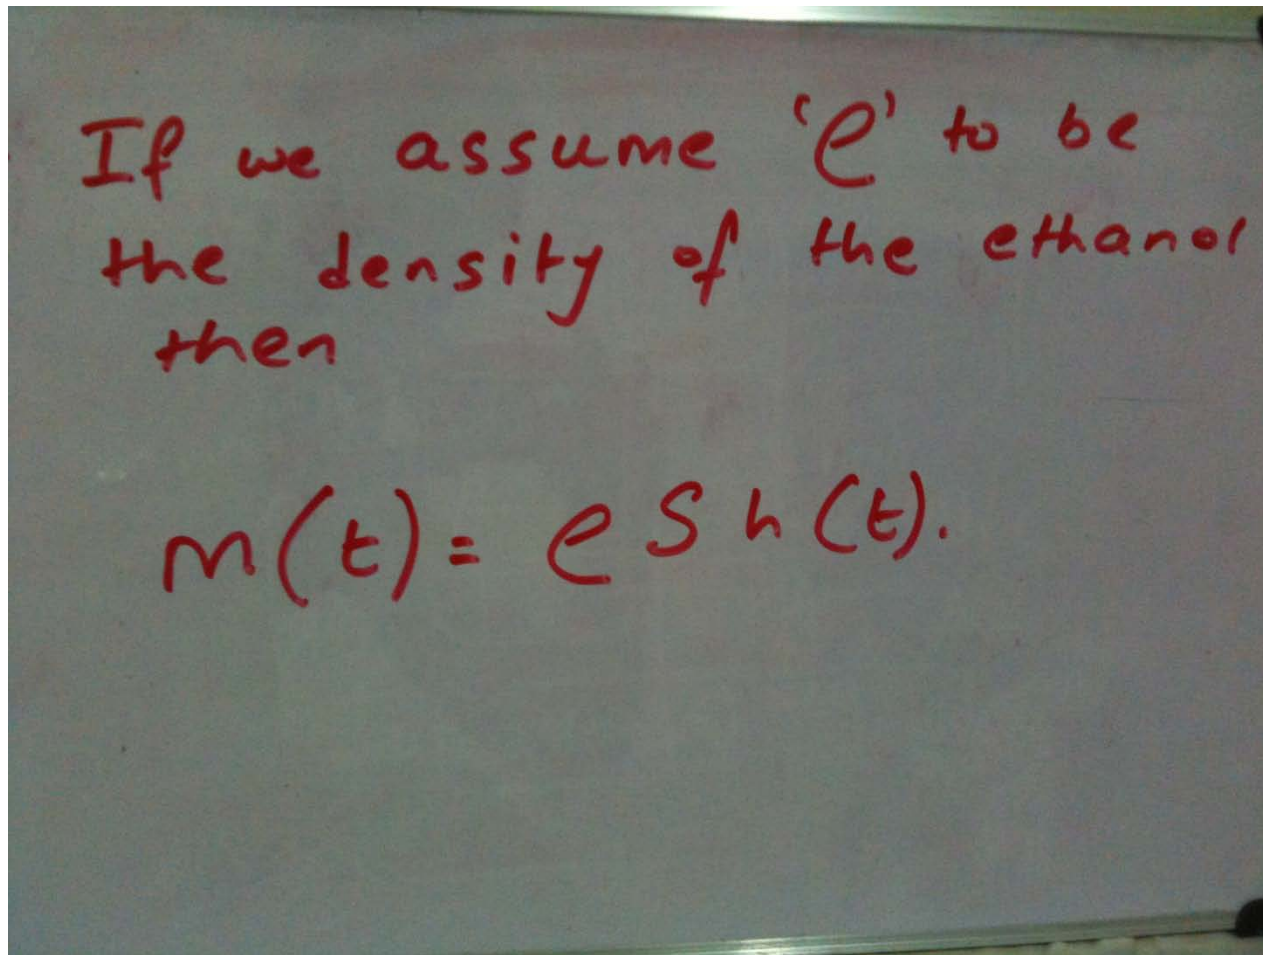 If we assume 'ρ' to be
the density of the ethanol
then
m(t) = ρ S h(t).